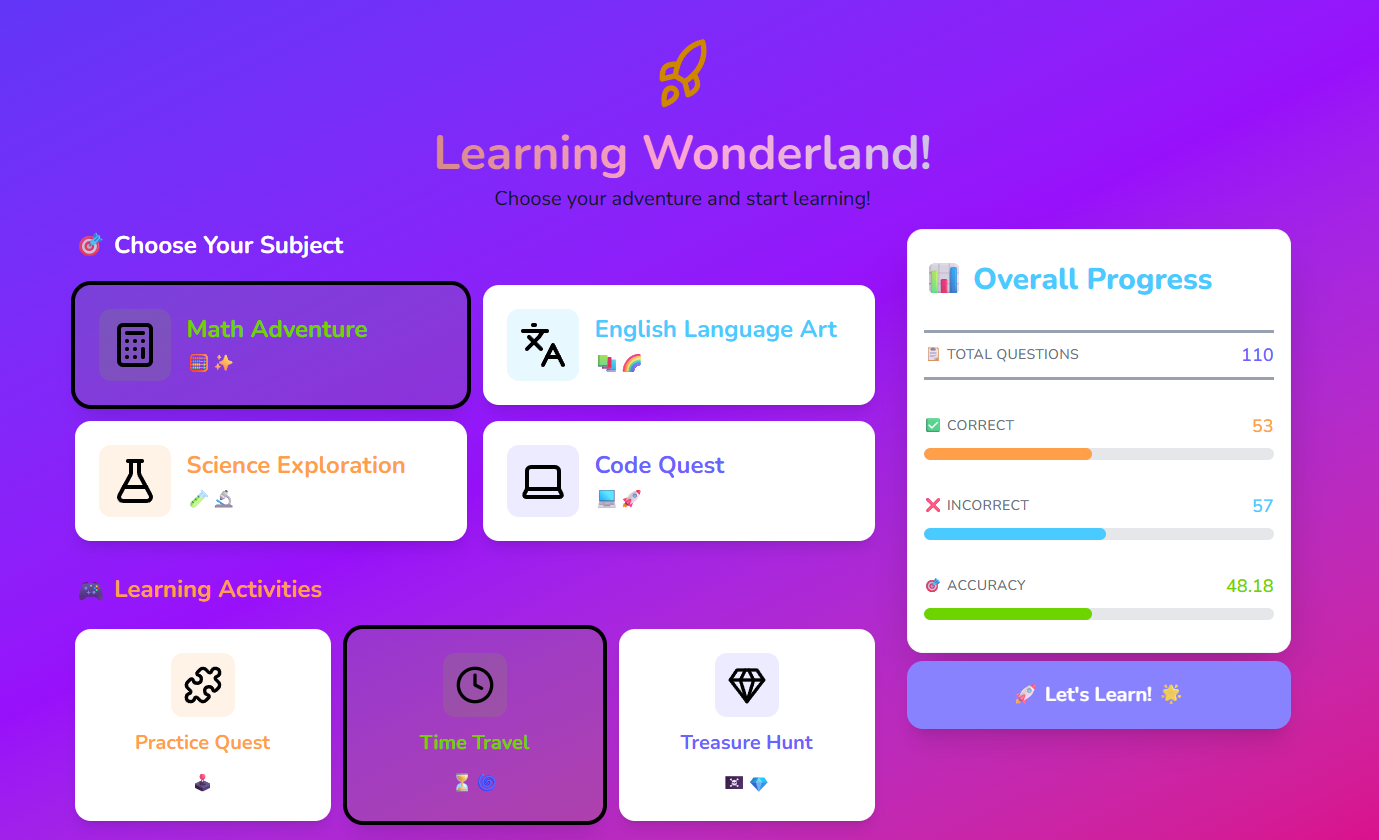 Learning Wonderland!
Choose your adventure and start learning!
Choose Your Subject
Math Adventure
English Language Art
Science Exploration
Code Quest
Learning Activities
Practice Quest
Time Travel
Treasure Hunt
Overall Progress
TOTAL QUESTIONS 110
CORRECT 53
INCORRECT 57
ACCURACY 48.18
Let's Learn!